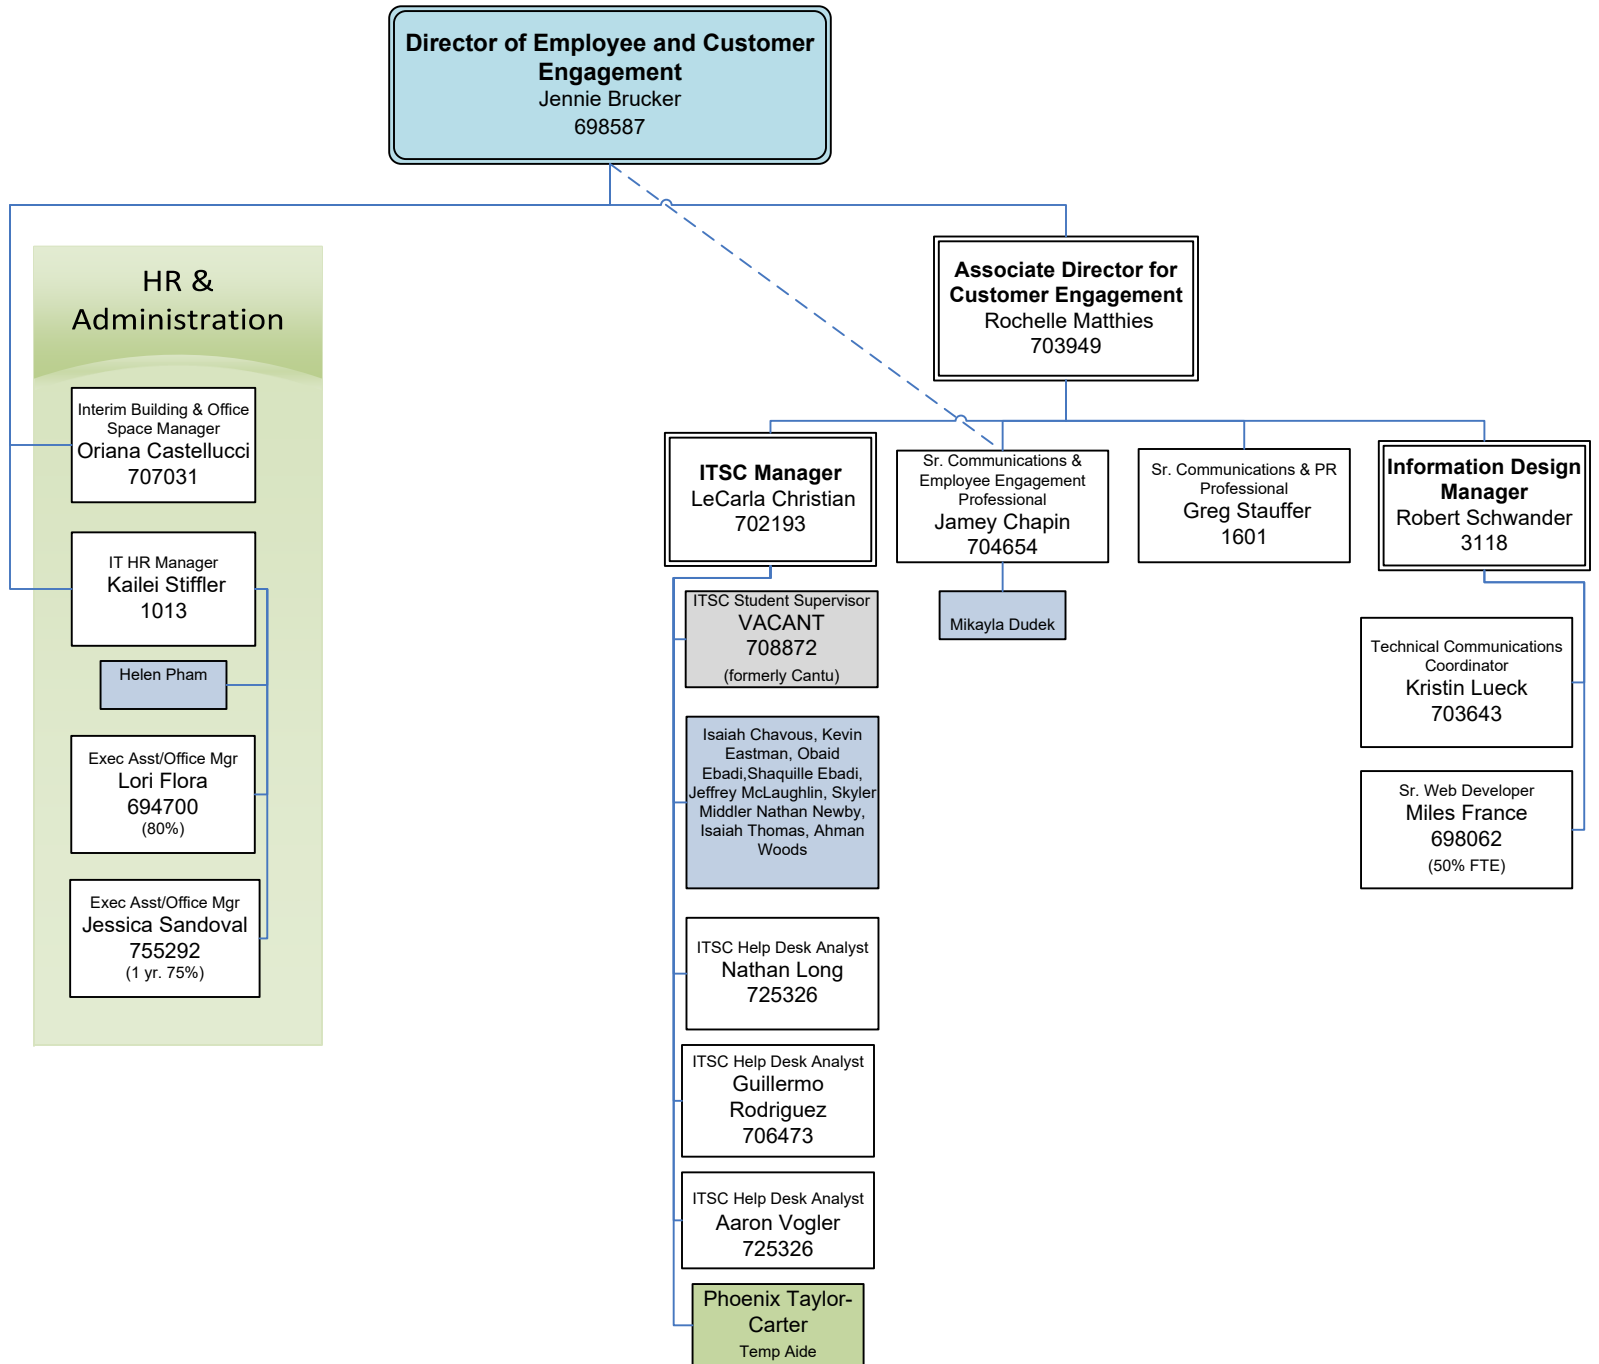 Director of Employee and Customer
Engagement
Jennie Brucker
698587
HR &
Administration
Interim Building & Office
Space Manager
Oriana Castellucci
707031
IT HR Manager
Kailei Stiffler
1013
Helen Pham
Exec Asst/Office Mgr
Lori Flora
694700
(80%)
Exec Asst/Office Mgr
Jessica Sandoval
755292
(1 yr. 75%)
Associate Director for
Customer Engagement
Rochelle Matthies
703949
ITSC Manager
LeCarla Christian
702193
ITSC Student Supervisor
VACANT
708872
(formerly Cantu)
Isaiah Chavous, Kevin
Eastman, Obaid
Ebadi,Shaquille Ebadi,
Jeffrey McLaughlin, Skyler
Middler Nathan Newby,
Isaiah Thomas, Ahman
Woods
ITSC Help Desk Analyst
Nathan Long
725326
ITSC Help Desk Analyst
Guillermo
Rodriguez
706473
ITSC Help Desk Analyst
Aaron Vogler
725326
Phoenix Taylor-
Carter
Temp Aide
Sr. Communications &
Employee Engagement
Professional
Jamey Chapin
704654
Mikayla Dudek
Sr. Communications & PR
Professional
Greg Stauffer
1601
Information Design
Manager
Robert Schwander
3118
Technical Communications
Coordinator
Kristin Lueck
703643
Sr. Web Developer
Miles France
698062
(50% FTE)